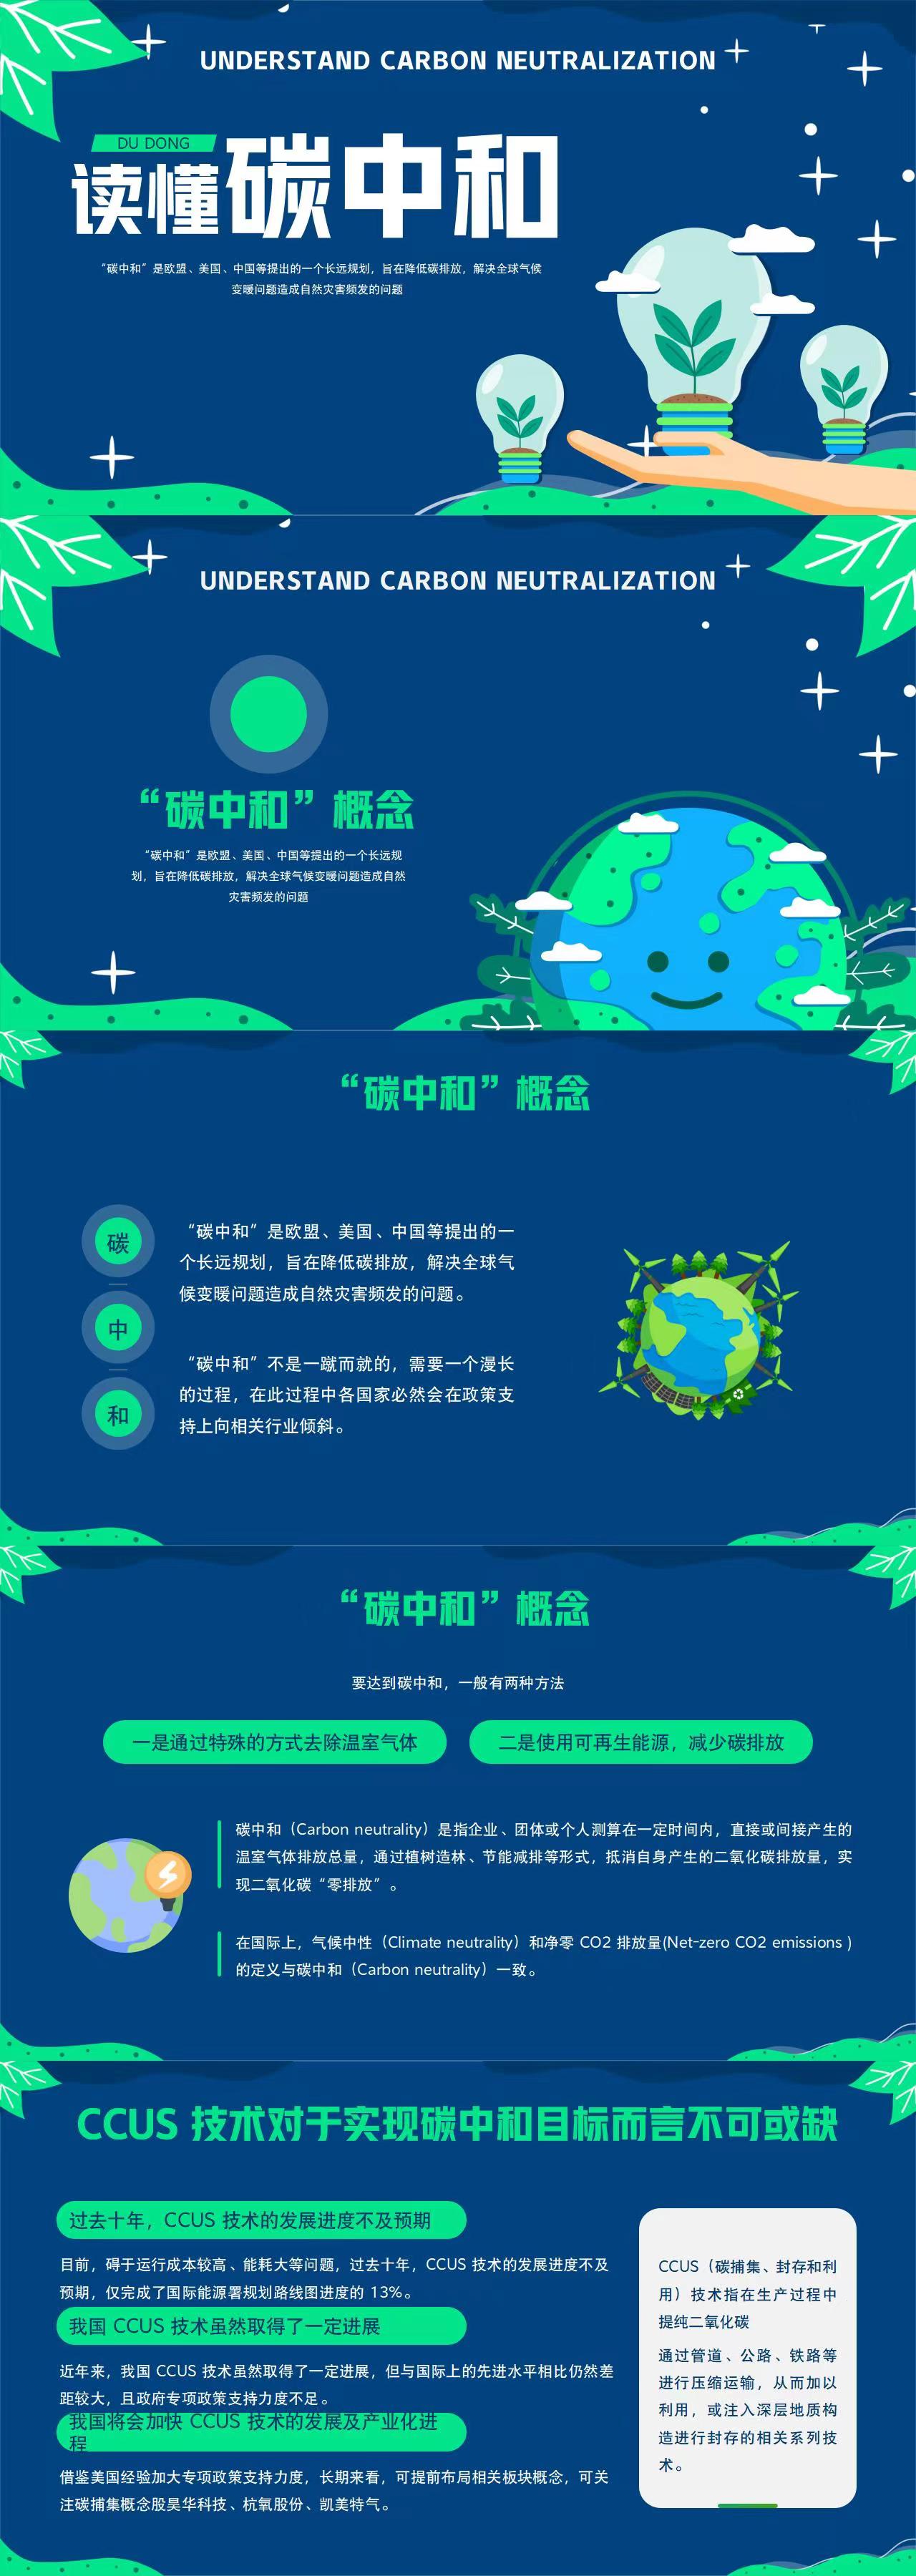 UNDERSTAND CARBON NEUTRALIZATION
DU DONG
读懂碳中和
“碳中和”是欧盟、美国、中国等提出的一个长远规划，旨在降低碳排放，解决全球气候
变暖问题造成自然灾害频发的问题
UNDERSTAND CARBON NEUTRALIZATION
“碳中和”概念
“碳中和”是欧盟、美国、中国等提出的一个长远规
划，旨在降低碳排放，解决全球气候变暖问题造成自然
灾害频发的问题
“碳中和”概念
碳
中
和
“碳中和”是欧盟、美国、中国等提出的一
个长远规划，旨在降低碳排放，解决全球气
候变暖问题造成自然灾害频发的问题。
“碳中和”不是一蹴而就的，需要一个漫长
的过程，在此过程中各国家必然会在政策支
持上向相关行业倾斜。
“碳中和”概念
要达到碳中和，一般有两种方法
一是通过特殊的方式去除温室气体
二是使用可再生能源，减少碳排放
碳中和（Carbon neutrality）是指企业、团体或个人测算在一定时间内，直接或间接产生的
温室气体排放总量，通过植树造林、节能减排等形式，抵消自身产生的二氧化碳排放量，实
现二氧化碳“零排放”。
在国际上，气候中性（Climate neutrality）和净零 CO2 排放量(Net-zero CO2 emissions )
的定义与碳中和（Carbon neutrality）一致。
CCUS 技术对于实现碳中和目标而言不可或缺
过去十年，CCUS 技术的发展进度不及预期
目前，碍于运行成本较高、能耗大等问题，过去十年，CCUS 技术的发展进度不及
预期，仅完成了国际能源署规划路线图进度的 13%。
我国 CCUS 技术虽然取得了一定进展
近年来，我国 CCUS 技术虽然取得了一定进展，但与国际上的先进水平相比仍然差
距较大，且政府专项政策支持力度不足。
我国将会加快 CCUS 技术的发展及产业化进
程
借鉴美国经验加大专项政策支持力度，长期来看，可提前布局相关板块概念，可关
注碳捕集概念股昊华科技、杭氧股份、凯美特气。
CCUS（碳捕集、封存和利
用）技术指在生产过程中
提纯二氧化碳
通过管道、公路、铁路等
进行压缩运输，从而加以
利用，或注入深层地质构
造进行封存的相关系列技
术。